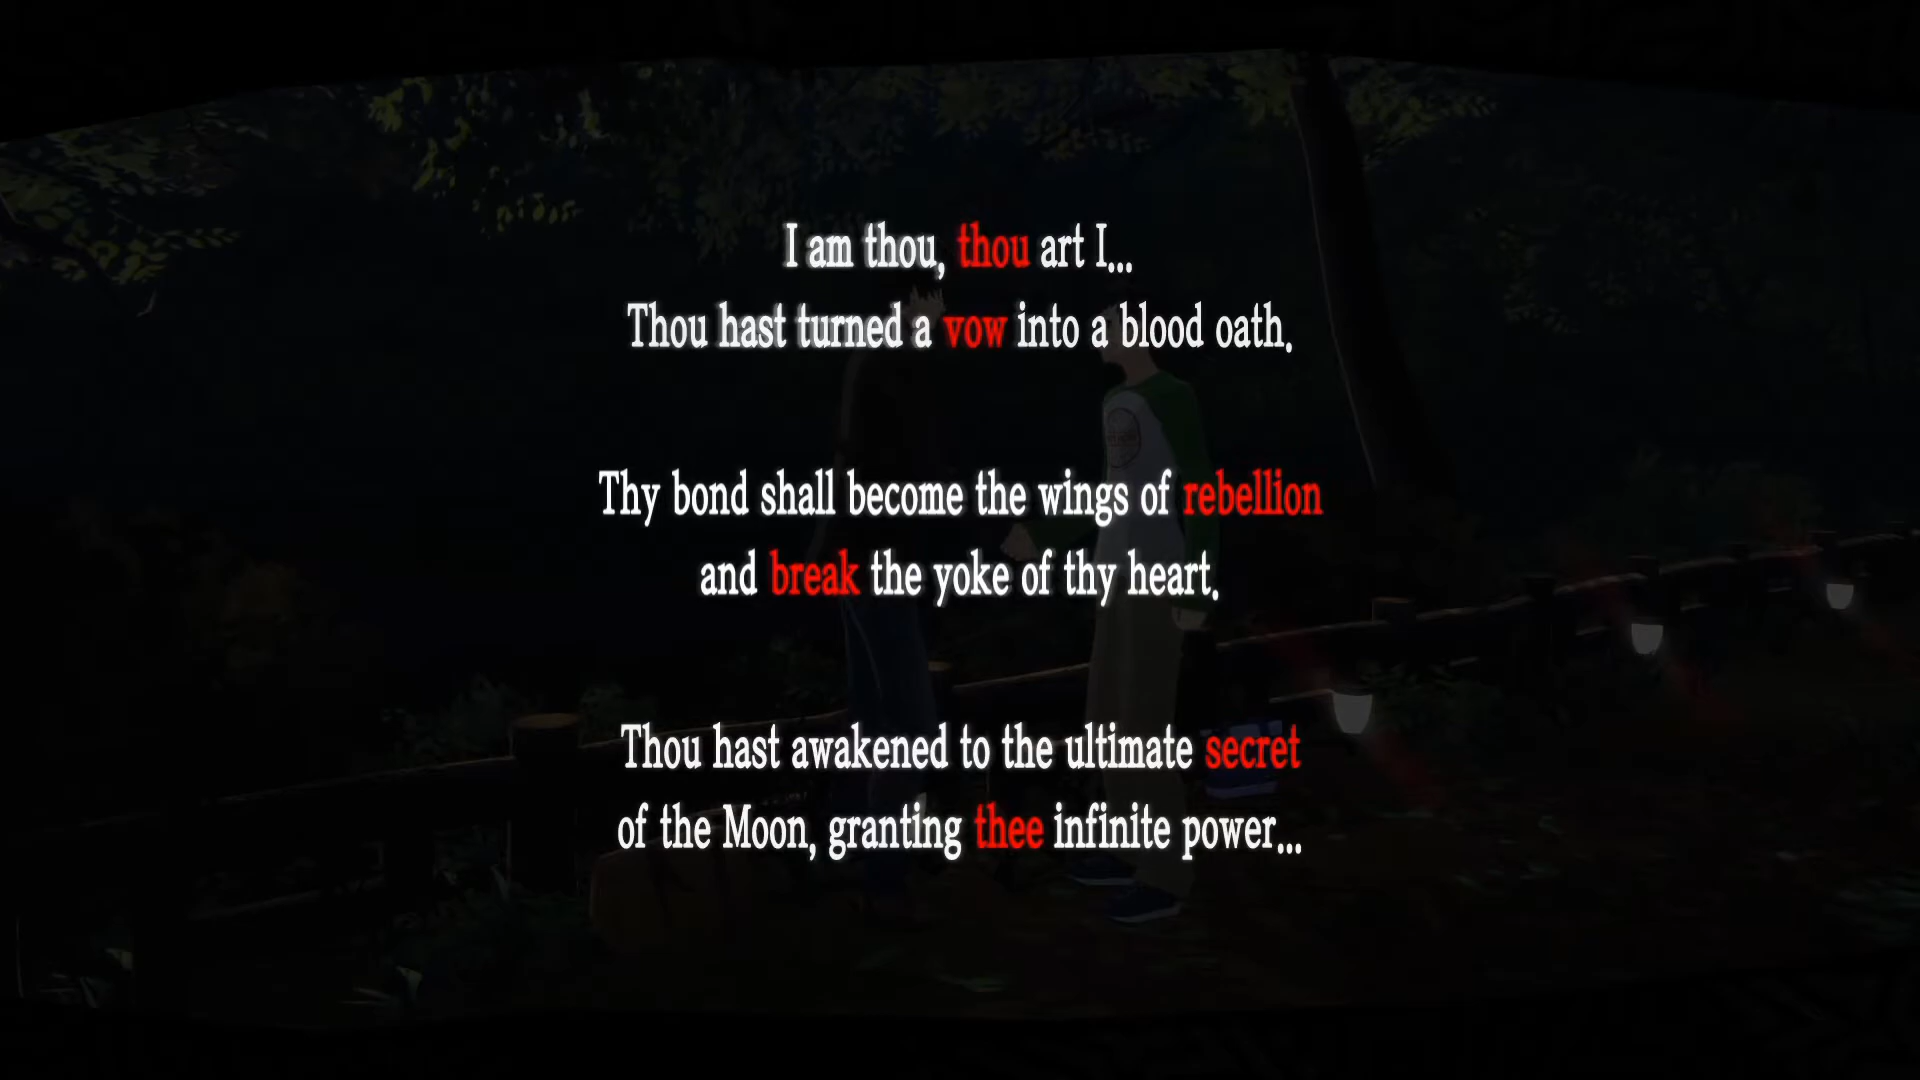 I am thou, thou art I...
Thou hast turned a vow into a blood oath.
Thy bond shall become the wings of rebellion
and break the yoke of thy heart.
Thou hast awakened to the ultimate secret
of the Moon, granting thee infinite power...